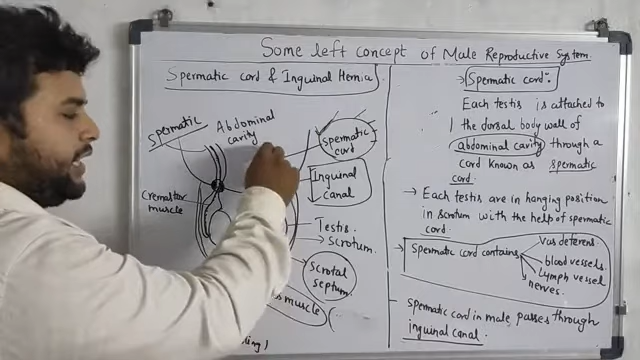 Some left concept of Male Reproductive System.
Spermatic cord & Inguinal Hernia
Spermatic
Abdominal
cavity
Spermatic
cord
Inguinal
canal
Cremaster
muscle
Testis
Scrotum.
Scrotal
septum
muscle
→ Spermatic cord:-
Each testis is attached to
the dorsal body wall of
abdominal cavity through a
cord known as spermatic
cord.
→ Each testes are in hanging position
in scrotum with the help of spermatic
cord.
→ Spermatic cord contains
Vas deferens.
blood vessels.
Lymph vessel
nerves.
Spermatic cord in male, passes through
inguinal canal.